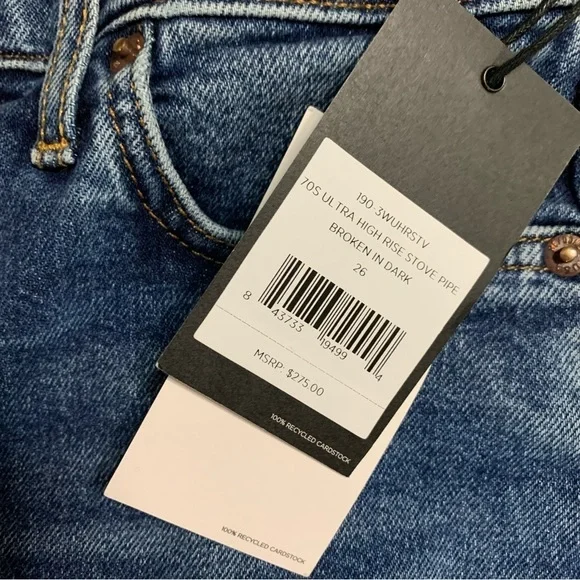 190-3WUHRSTV
70S ULTRA HIGH RISE STOVE PIPE
BROKEN IN DARK
26
8 43733 19499 4
MSRP: $275.00
100% RECYCLED CARDSTOCK
100% RECYCLED CARDSTOCK